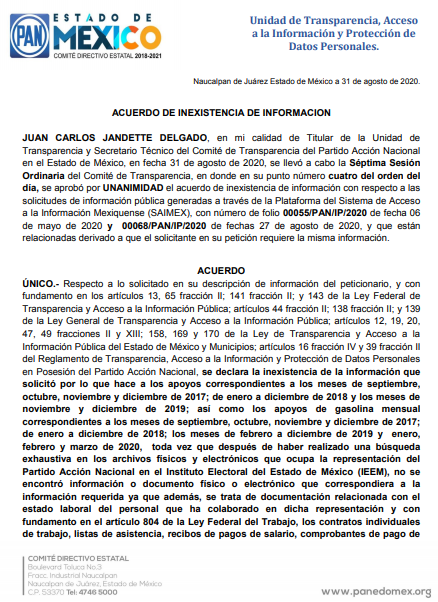 PAN
ESTADO DE
MÉXICO
COMITÉ DIRECTIVO ESTATAL 2018-2021
Unidad de Transparencia, Acceso
a la Información y Protección de
Datos Personales.
Naucalpan de Juárez Estado de México a 31 de agosto de 2020.
ACUERDO DE INEXISTENCIA DE INFORMACION
JUAN CARLOS JANDETTE DELGADO, en mi calidad de Titular de la Unidad de
Transparencia y Secretario Técnico del Comité de Transparencia del Partido Acción Nacional
en el Estado de México, en fecha 31 de agosto de 2020, se llevó a cabo la Séptima Sesión
Ordinaria del Comité de Transparencia, en donde en su punto número cuatro del orden del
día, se aprobó por UNANIMIDAD el acuerdo de inexistencia de información con respecto a las
solicitudes de información pública generadas a través de la Plataforma del Sistema de Acceso
a la Información Mexiquense (SAIMEX), con número de folio 00055/PAN/IP/2020 de fecha 06
de mayo de 2020 y 00068/PAN/IP/2020 de fechas 27 de agosto de 2020, y que están
relacionadas derivado a que el solicitante en su petición requiere la misma información.
ACUERDO
ÚNICO.- Respecto a lo solicitado en su descripción de información del peticionario, y con
fundamento en los artículos 13, 65 fracción II; 141 fracción II; y 143 de la Ley Federal de
Transparencia y Acceso a la Información Pública; artículos 44 fracción II; 138 fracción II; y 139
de la Ley General de Transparencia y Acceso a la Información Pública; artículos 12, 19, 20,
47, 49 fracciones II y XIII; 158, 169 y 170 de la Ley de Transparencia y Acceso a la
Información Pública del Estado de México y Municipios; artículos 16 fracción IV y 39 fracción II
del Reglamento de Transparencia, Acceso a la Información y Protección de Datos Personales
en Posesión del Partido Acción Nacional, se declara la inexistencia de la información que
solicitó por lo que hace a los apoyos correspondientes a los meses de septiembre,
octubre, noviembre y diciembre de 2017; de enero a diciembre de 2018 y los meses de
noviembre y diciembre de 2019; así como los apoyos de gasolina mensual
correspondientes a los meses de septiembre, octubre, noviembre y diciembre de 2017;
de enero a diciembre de 2018; los meses de febrero a diciembre de 2019 y enero,
febrero y marzo de 2020, toda vez que después de haber realizado una búsqueda
exhaustiva en los archivos físicos y electrónicos que ocupa la representación del
Partido Acción Nacional en el Instituto Electoral del Estado de México (IEEM), no se
encontró información o documento físico o electrónico que correspondiera a la
información requerida ya que además, se trata de documentación relacionada con el
estado laboral del personal que ha colaborado en dicha representación y con
fundamento en el artículo 804 de la Ley Federal del Trabajo, los contratos individuales
de trabajo, listas de asistencia, recibos de pagos de salario, comprobantes de pago de
COMITÉ DIRECTIVO ESTATAL
Boulevard Toluca No.3
Fracc. Industrial Naucalpan
Naucalpan de Juárez, Estado de México.
C.P. 53370 Tel: 4746 5000
www.panedomex.org